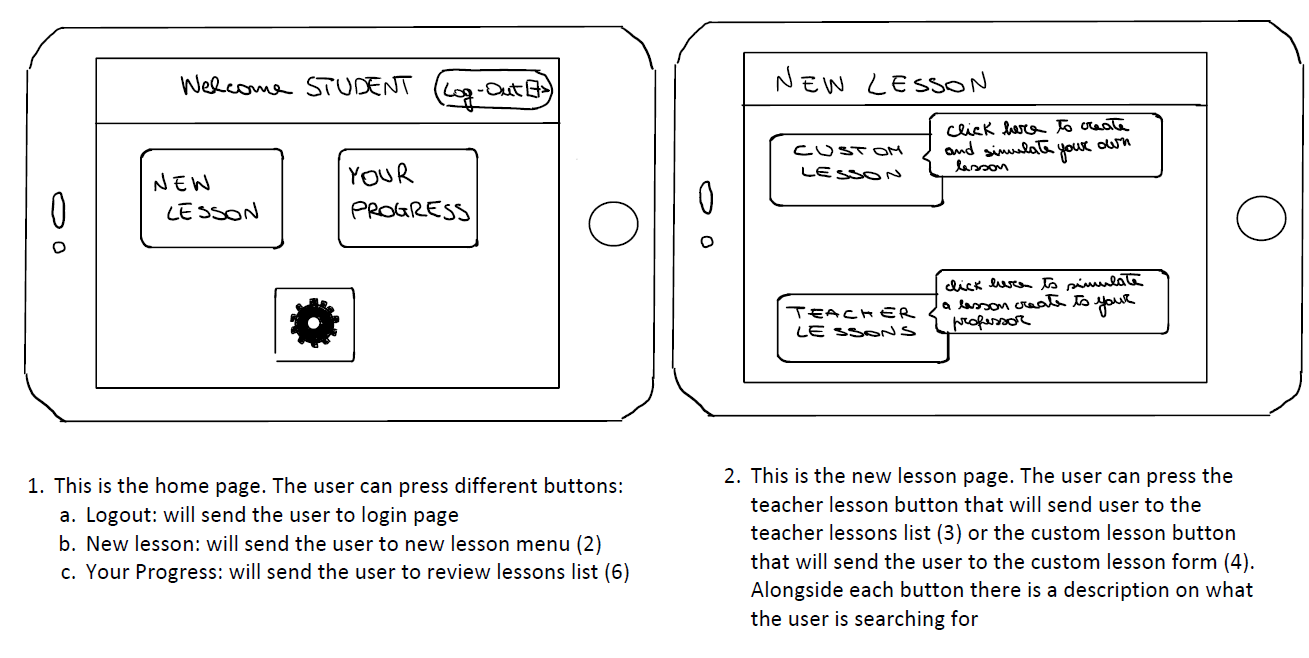 Welcome STUDENT
Log-Out
NEW
LESSON
YOUR
PROGRESS
NEW LESSON
CUSTOM
LESSON
click here to create
and simulate your own
lesson
TEACHER
LESSONS
click here to simulate
a lesson create to your
professor
1. This is the home page. The user can press different buttons:
a. Logout: will send the user to login page
b. New lesson: will send the user to new lesson menu (2)
c. Your Progress: will send the user to review lessons list (6)
2. This is the new lesson page. The user can press the
teacher lesson button that will send user to the
teacher lessons list (3) or the custom lesson button
that will send the user to the custom lesson form (4).
Alongside each button there is a description on what
the user is searching for